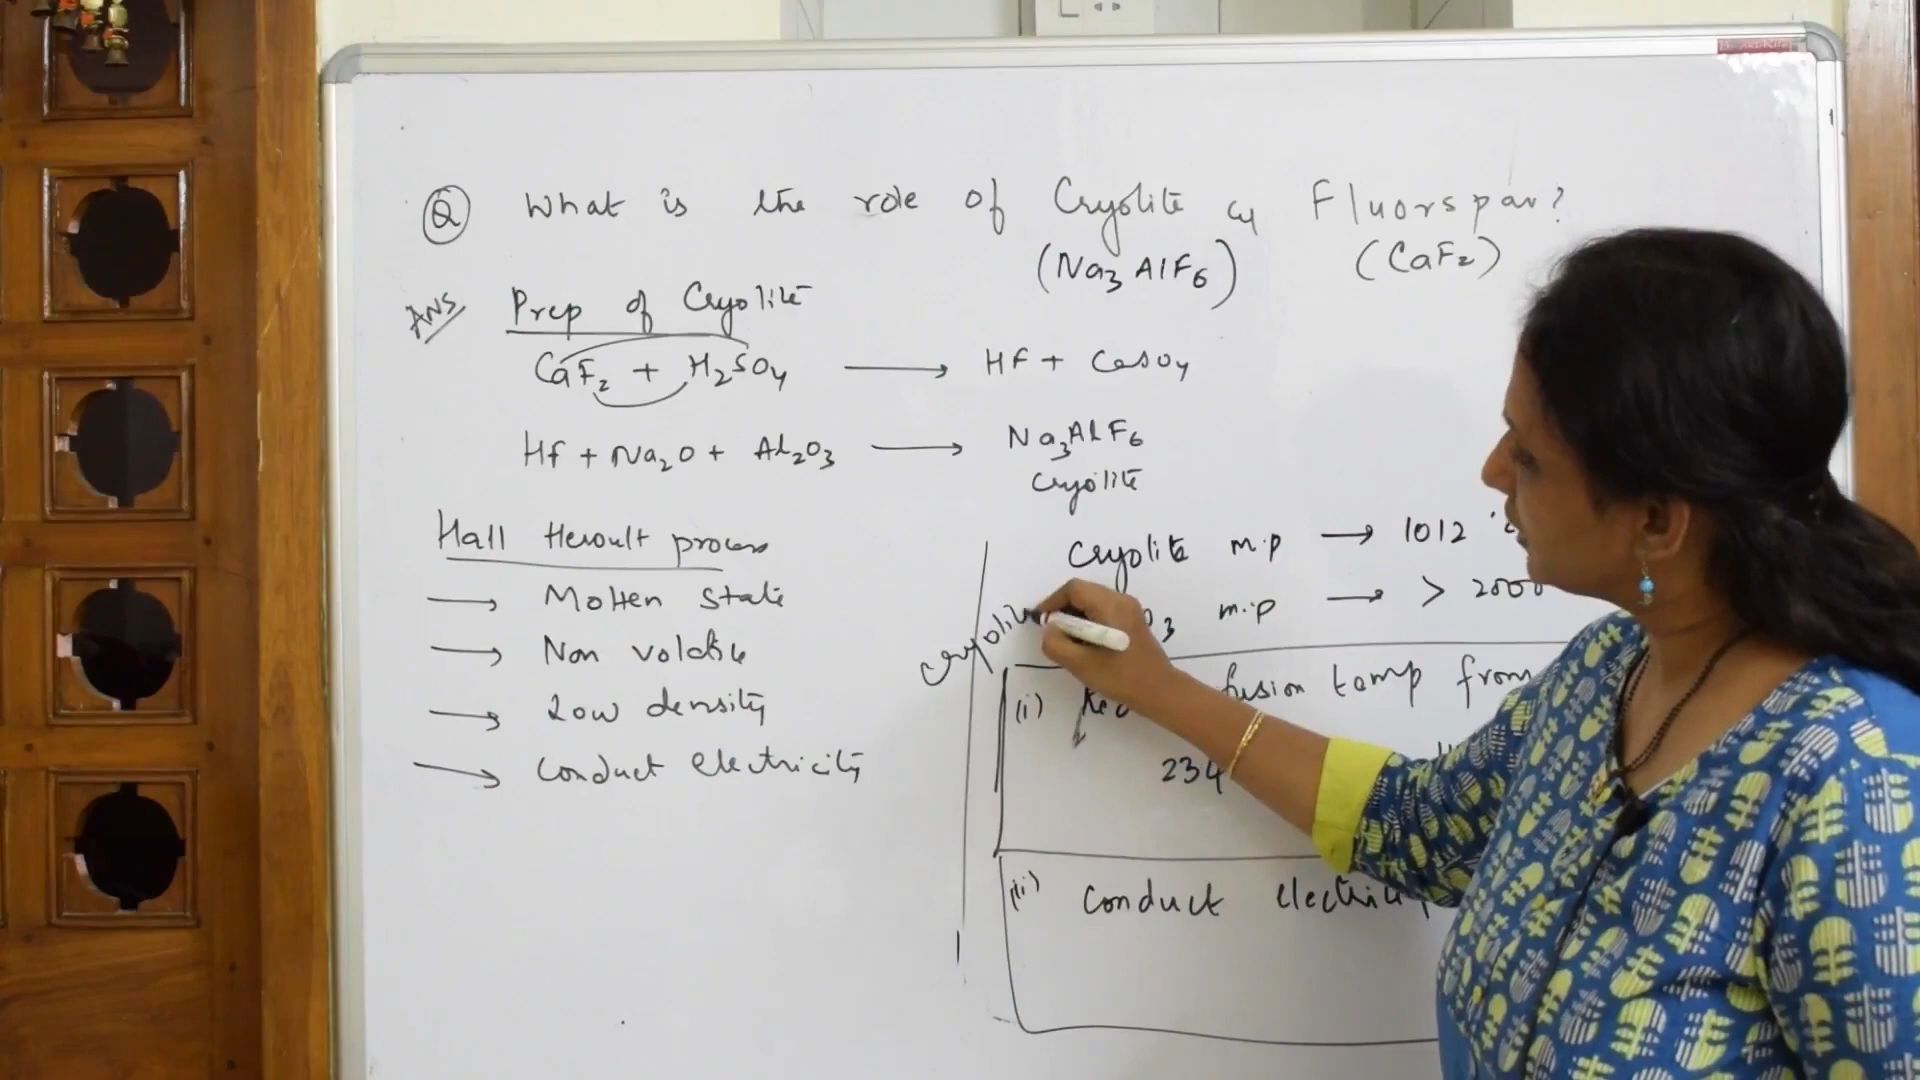 Q What is the role of Cryolite & Fluorspar?
(Na3AlF6) (CaF2)
Ans Prep of Cryolite
CaF2 + H2SO4 → HF + CaSO4
HF + Na2O + Al2O3 → Na3AlF6
Cryolite
Hall Heroult process
→ Molten state
→ Non volatile
→ Low density
→ Conduct electricity
Cryolite m.p → 1012 °
O3 m.p → > 2000
cryolite
(i) fusion temp from
234
(ii) Conduct electricity